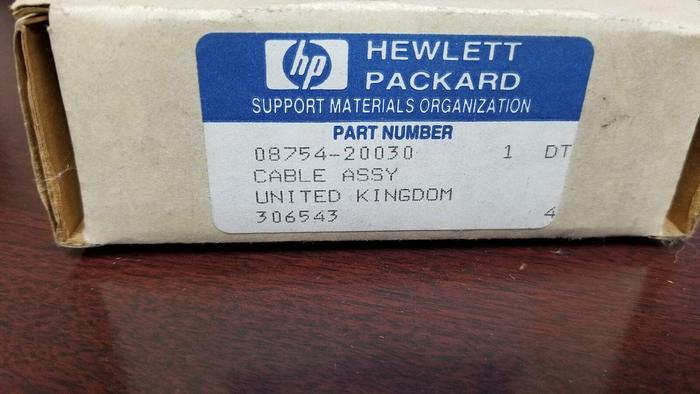 hp HEWLETT
PACKARD
SUPPORT MATERIALS ORGANIZATION
PART NUMBER
08754-20030 1 DT
CABLE ASSY
UNITED KINGDOM
306543 4